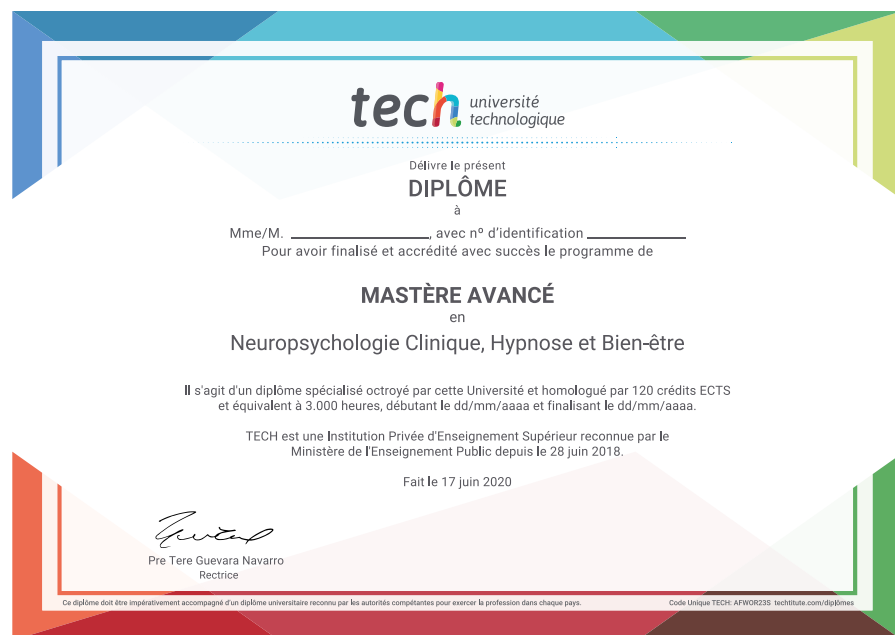 tech université
technologique
Délivre le présent
DIPLÔME
à
Mme/M. ____________________, avec nº d'identification ______________
Pour avoir finalisé et accrédité avec succès le programme de
MASTÈRE AVANCÉ
en
Neuropsychologie Clinique, Hypnose et Bien-être
Il s'agit d'un diplôme spécialisé octroyé par cette Université et homologué par 120 crédits ECTS
et équivalent à 3.000 heures, débutant le dd/mm/aaaa et finalisant le dd/mm/aaaa.
TECH est une Institution Privée d'Enseignement Supérieur reconnue par le
Ministère de l'Enseignement Public depuis le 28 juin 2018.
Fait le 17 juin 2020
Pre Tere Guevara Navarro
Rectrice
Ce diplôme doit être impérativement accompagné d'un diplôme universitaire reconnu par les autorités compétentes pour exercer la profession dans chaque pays. Code Unique TECH: AFWOR23S techtitute.com/diplômes